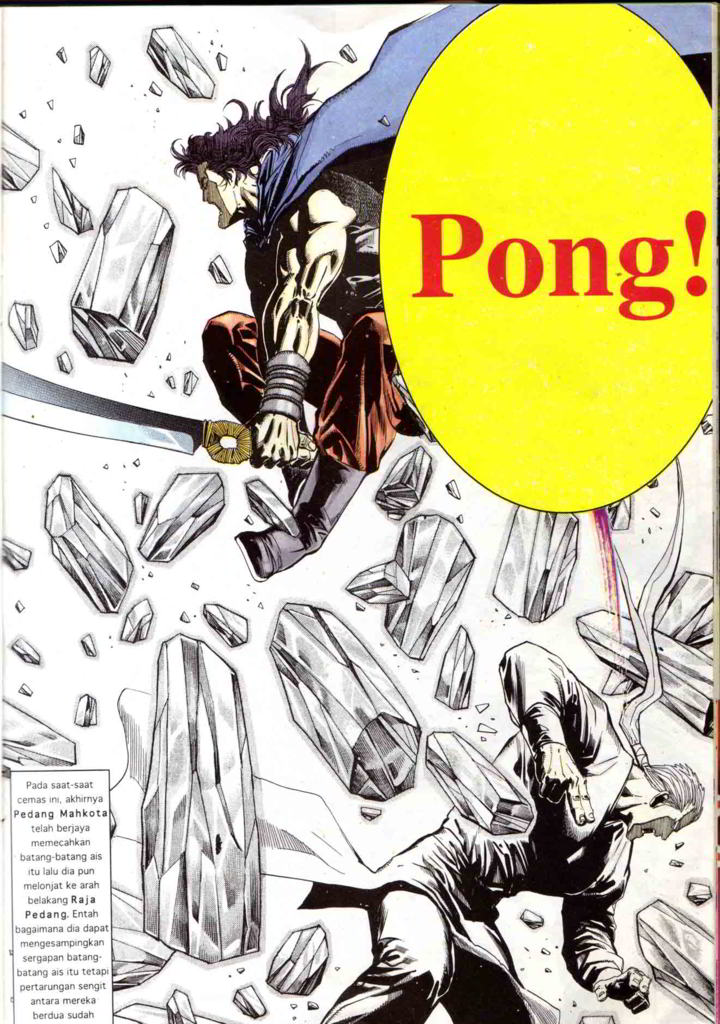 Pong!
Pada saat-saat
cemas ini, akhirnya
Pedang Mahkota
telah berjaya
memecahkan
batang-batang ais
itu lalu dia pun
melonjat ke arah
belakang Raja
Pedang. Entah
bagaimana dia dapat
mengesampingkan
sergapan batang-
batang ais itu tetapi
pertarungan sengit
antara mereka
berdua sudah